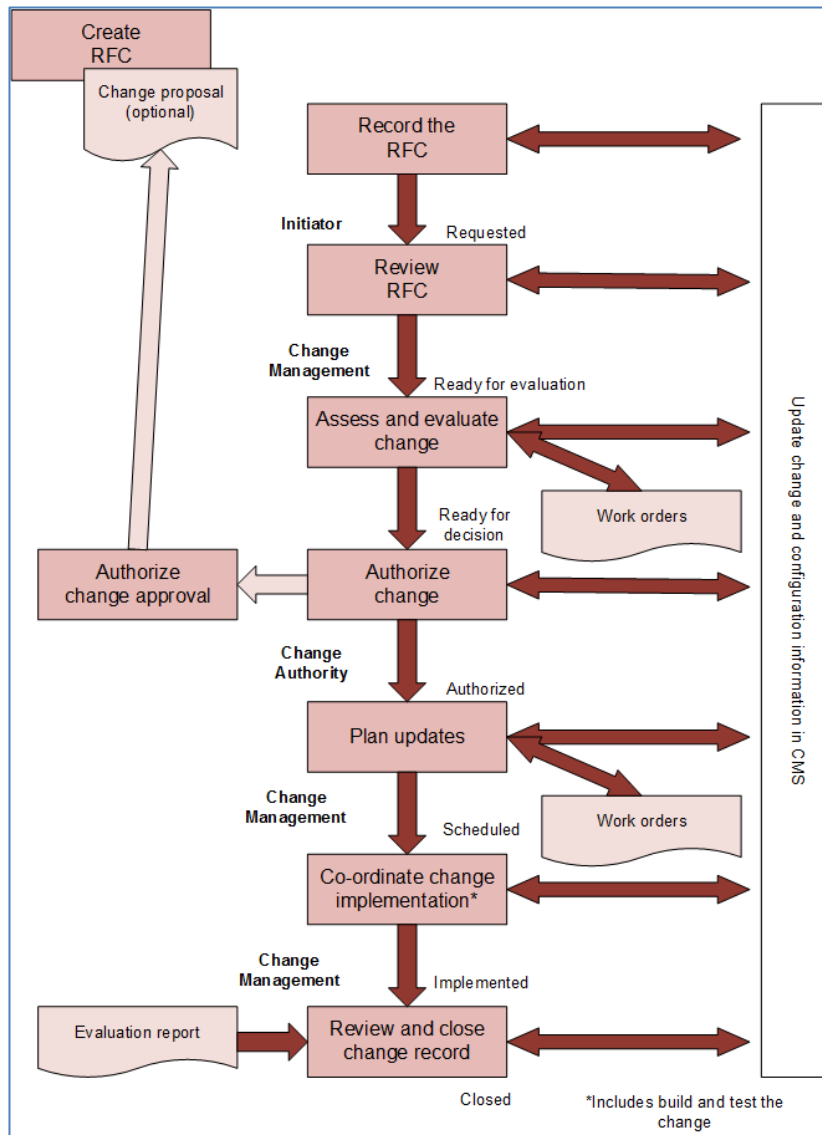 Create
RFC
Change proposal
(optional)
Record the
RFC
Initiator
Requested
Review
RFC
Change
Management
Ready for evaluation
Assess and evaluate
change
Work orders
Ready for
decision
Authorize
change approval
Authorize
change
Change
Authority
Authorized
Plan updates
Work orders
Change
Management
Scheduled
Co-ordinate change
implementation*
Change
Management
Implemented
Evaluation report
Review and close
change record
Closed
*Includes build and test the
change
Update change and configuration information in CMS